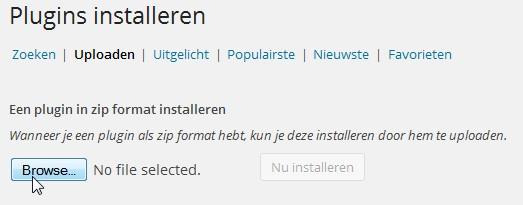 Plugins installeren
Zoeken | Uploaden | Uitgelicht | Populairste | Nieuwste | Favorieten
Een plugin in zip format installeren
Wanneer je een plugin als zip format hebt, kun je deze installeren door hem te uploaden.
Browse... No file selected. Nu installeren